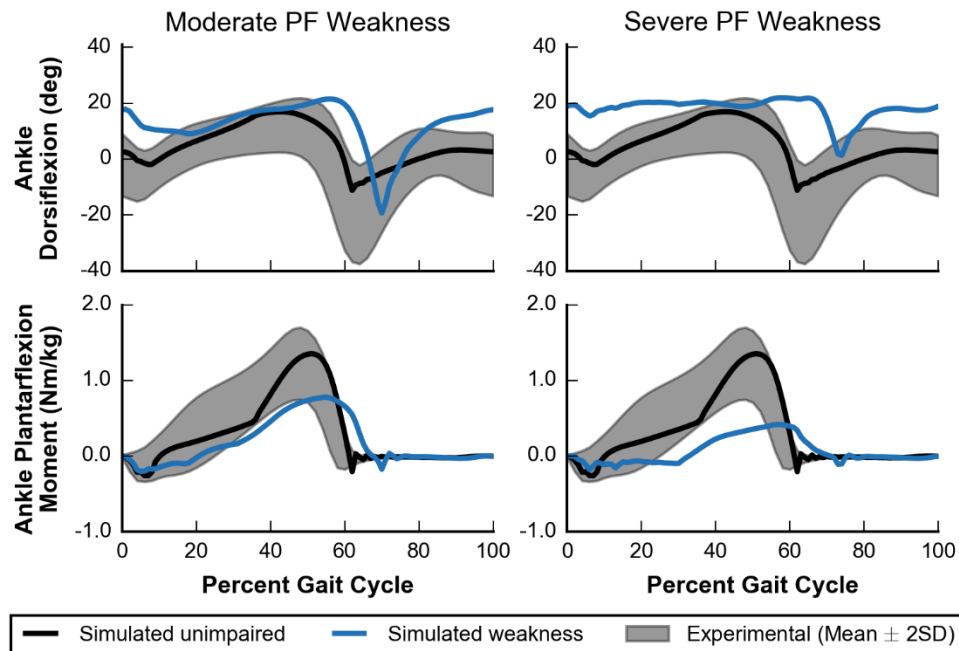 Moderate PF Weakness
Severe PF Weakness
Ankle
Dorsiflexion (deg)
40
20
0
-20
-40
40
20
0
-20
-40
Ankle Plantarflexion
Moment (Nm/kg)
2.0
1.0
0.0
-1.0
0 20 40 60 80 100
2.0
1.0
0.0
-1.0
0 20 40 60 80 100
Percent Gait Cycle
Percent Gait Cycle
Simulated unimpaired
Simulated weakness
Experimental (Mean ± 2SD)